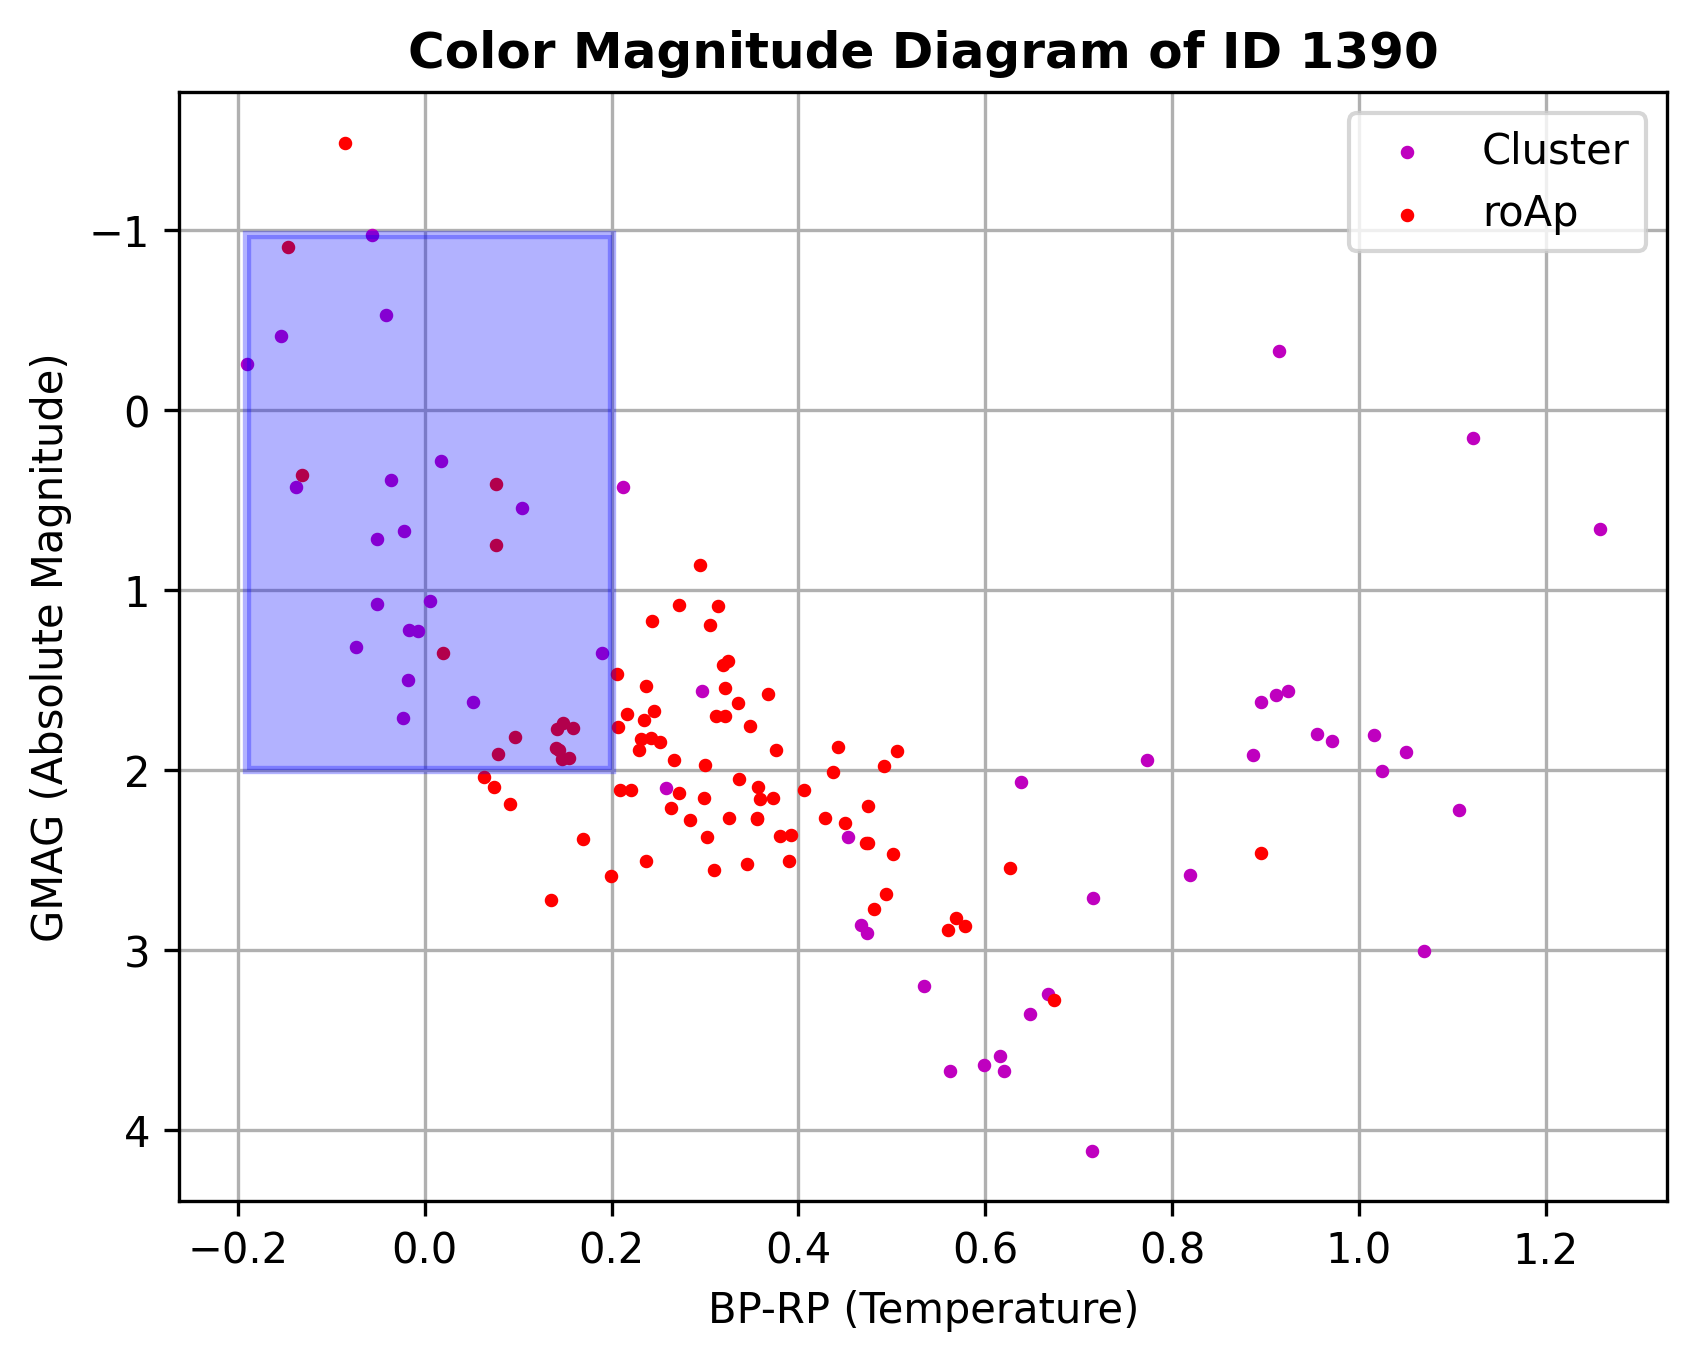 Color Magnitude Diagram of ID 1390
Cluster
roAp
GMAG (Absolute Magnitude)
−1
0
1
2
3
4
−0.2 0.0 0.2 0.4 0.6 0.8 1.0 1.2
BP-RP (Temperature)